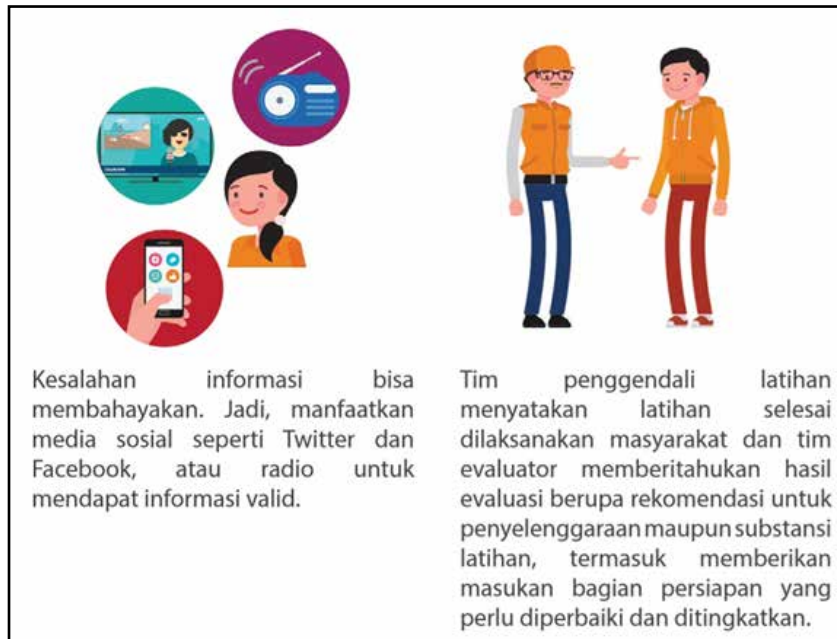 Kesalahan informasi bisa
membahayakan. Jadi, manfaatkan
media sosial seperti Twitter dan
Facebook, atau radio untuk
mendapat informasi valid.
Tim penggendali latihan
menyatakan latihan selesai
dilaksanakan masyarakat dan tim
evaluator memberitahukan hasil
evaluasi berupa rekomendasi untuk
penyelenggaraan maupun substansi
latihan, termasuk memberikan
masukan bagian persiapan yang
perlu diperbaiki dan ditingkatkan.